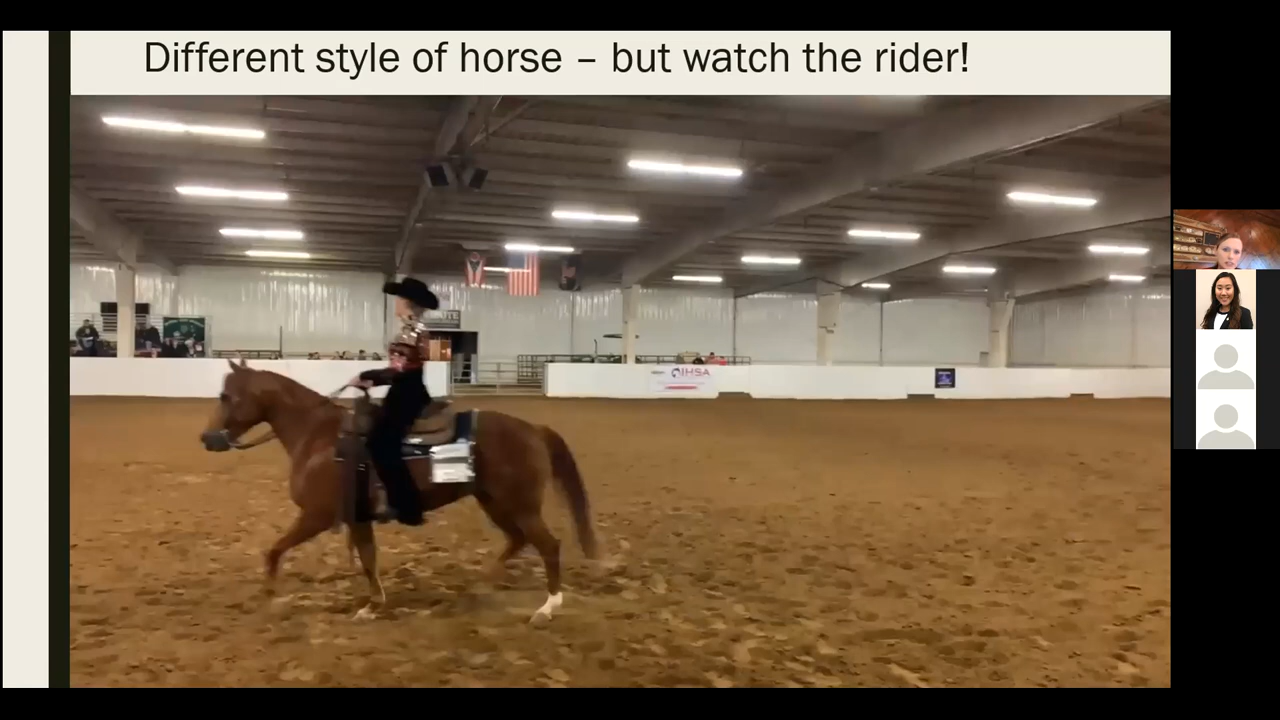 Different style of horse – but watch the rider!
IHSA